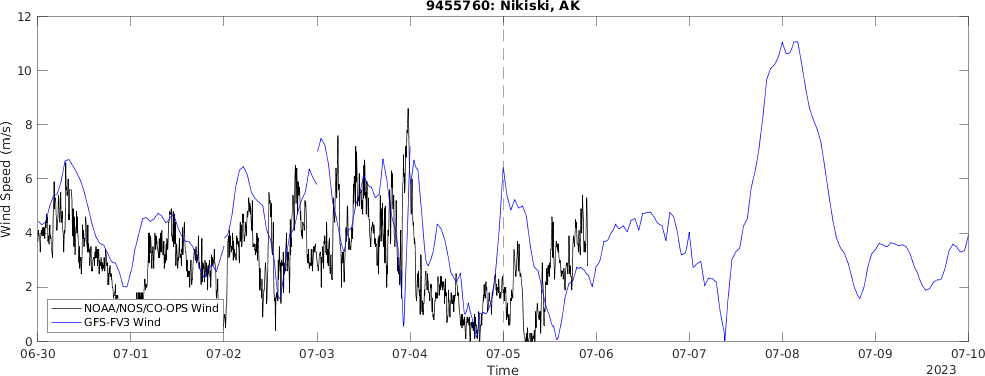 9455760: Nikiski, AK
Wind Speed (m/s)
12
10
8
6
4
2
0
NOAA/NOS/CO-OPS Wind
GFS-FV3 Wind
06-30 07-01 07-02 07-03 07-04 07-05 07-06 07-07 07-08 07-09 07-10
Time
2023